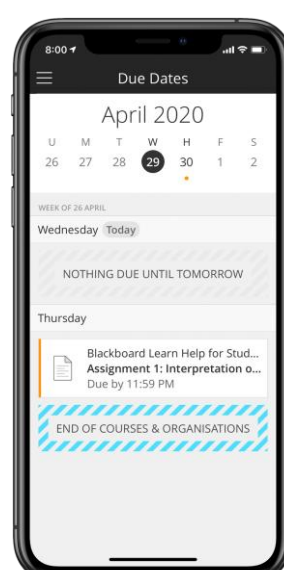 8:00
Due Dates
April 2020
U M T W H F S
26 27 28 29 30 1 2
WEEK OF 26 APRIL
Wednesday Today
NOTHING DUE UNTIL TOMORROW
Thursday
Blackboard Learn Help for Stud...
Assignment 1: Interpretation o...
Due by 11:59 PM
END OF COURSES & ORGANISATIONS